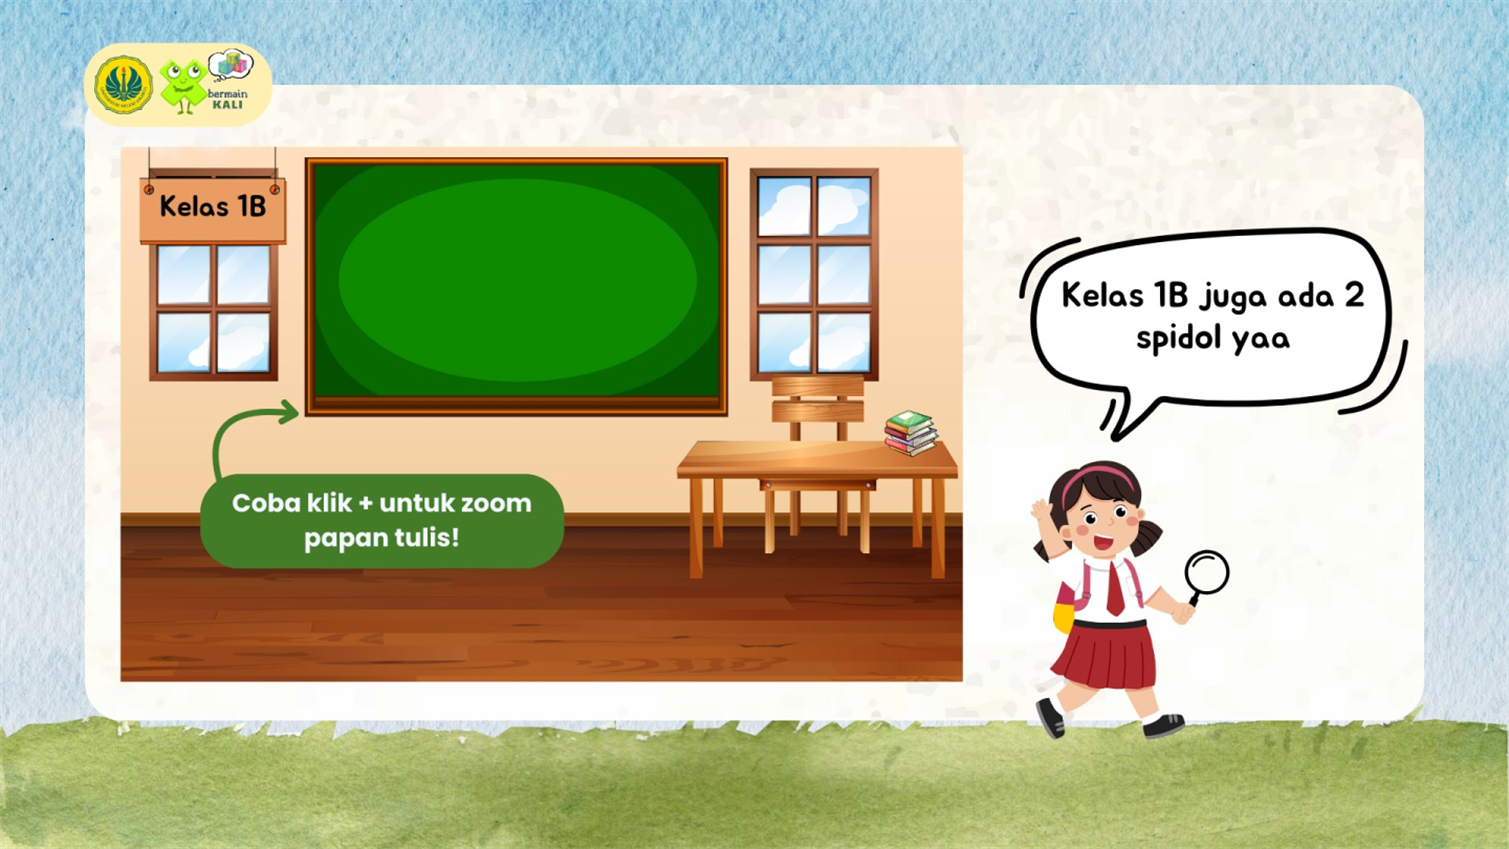 bermain
KALI
Kelas 1B
Coba klik + untuk zoom
papan tulis!
Kelas 1B juga ada 2
spidol yaa